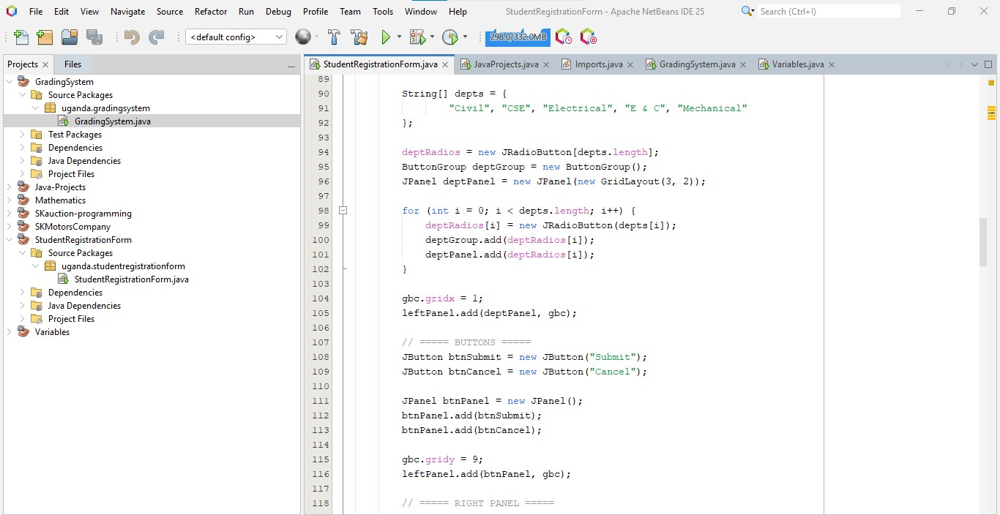 File Edit View Navigate Source Refactor Run Debug Profile Team Tools Window Help StudentRegistrationForm - Apache NetBeans IDE 25 Search (Ctrl+I)
<default config> 298.0/332.0MB
Projects Files
GradingSystem
Source Packages
uganda.gradingsystem
GradingSystem.java
Test Packages
Dependencies
Java Dependencies
Project Files
Java-Projects
Mathematics
SKauction-programming
SKMotorsCompany
StudentRegistrationForm
Source Packages
uganda.studentregistrationform
StudentRegistrationForm.java
Dependencies
Java Dependencies
Project Files
Variables
StudentRegistrationForm.java JavaProjects.java Imports.java GradingSystem.java Variables.java
89
90 String[] depts = {
91 "Civil", "CSE", "Electrical", "E & C", "Mechanical"
92 };
93
94 deptRadios = new JRadioButton[depts.length];
95 ButtonGroup deptGroup = new ButtonGroup();
96 JPanel deptPanel = new JPanel(new GridLayout(3, 2));
97
98 for (int i = 0; i < depts.length; i++) {
99 deptRadios[i] = new JRadioButton(depts[i]);
100 deptGroup.add(deptRadios[i]);
101 deptPanel.add(deptRadios[i]);
102 }
103
104 gbc.gridx = 1;
105 leftPanel.add(deptPanel, gbc);
106
107 // ===== BUTTONS =====
108 JButton btnSubmit = new JButton("Submit");
109 JButton btnCancel = new JButton("Cancel");
110
111 JPanel btnPanel = new JPanel();
112 btnPanel.add(btnSubmit);
113 btnPanel.add(btnCancel);
114
115 gbc.gridy = 9;
116 leftPanel.add(btnPanel, gbc);
117
118 // ===== RIGHT PANEL =====